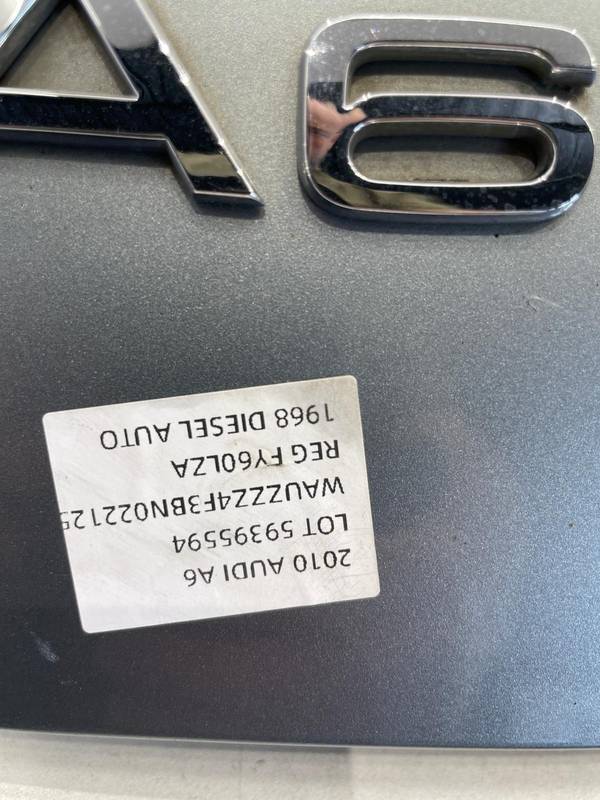 A6
2010 AUDI A6
LOT 59395594
WAUZZZ4F3BN022125
REG FY60LZA
1968 DIESEL AUTO